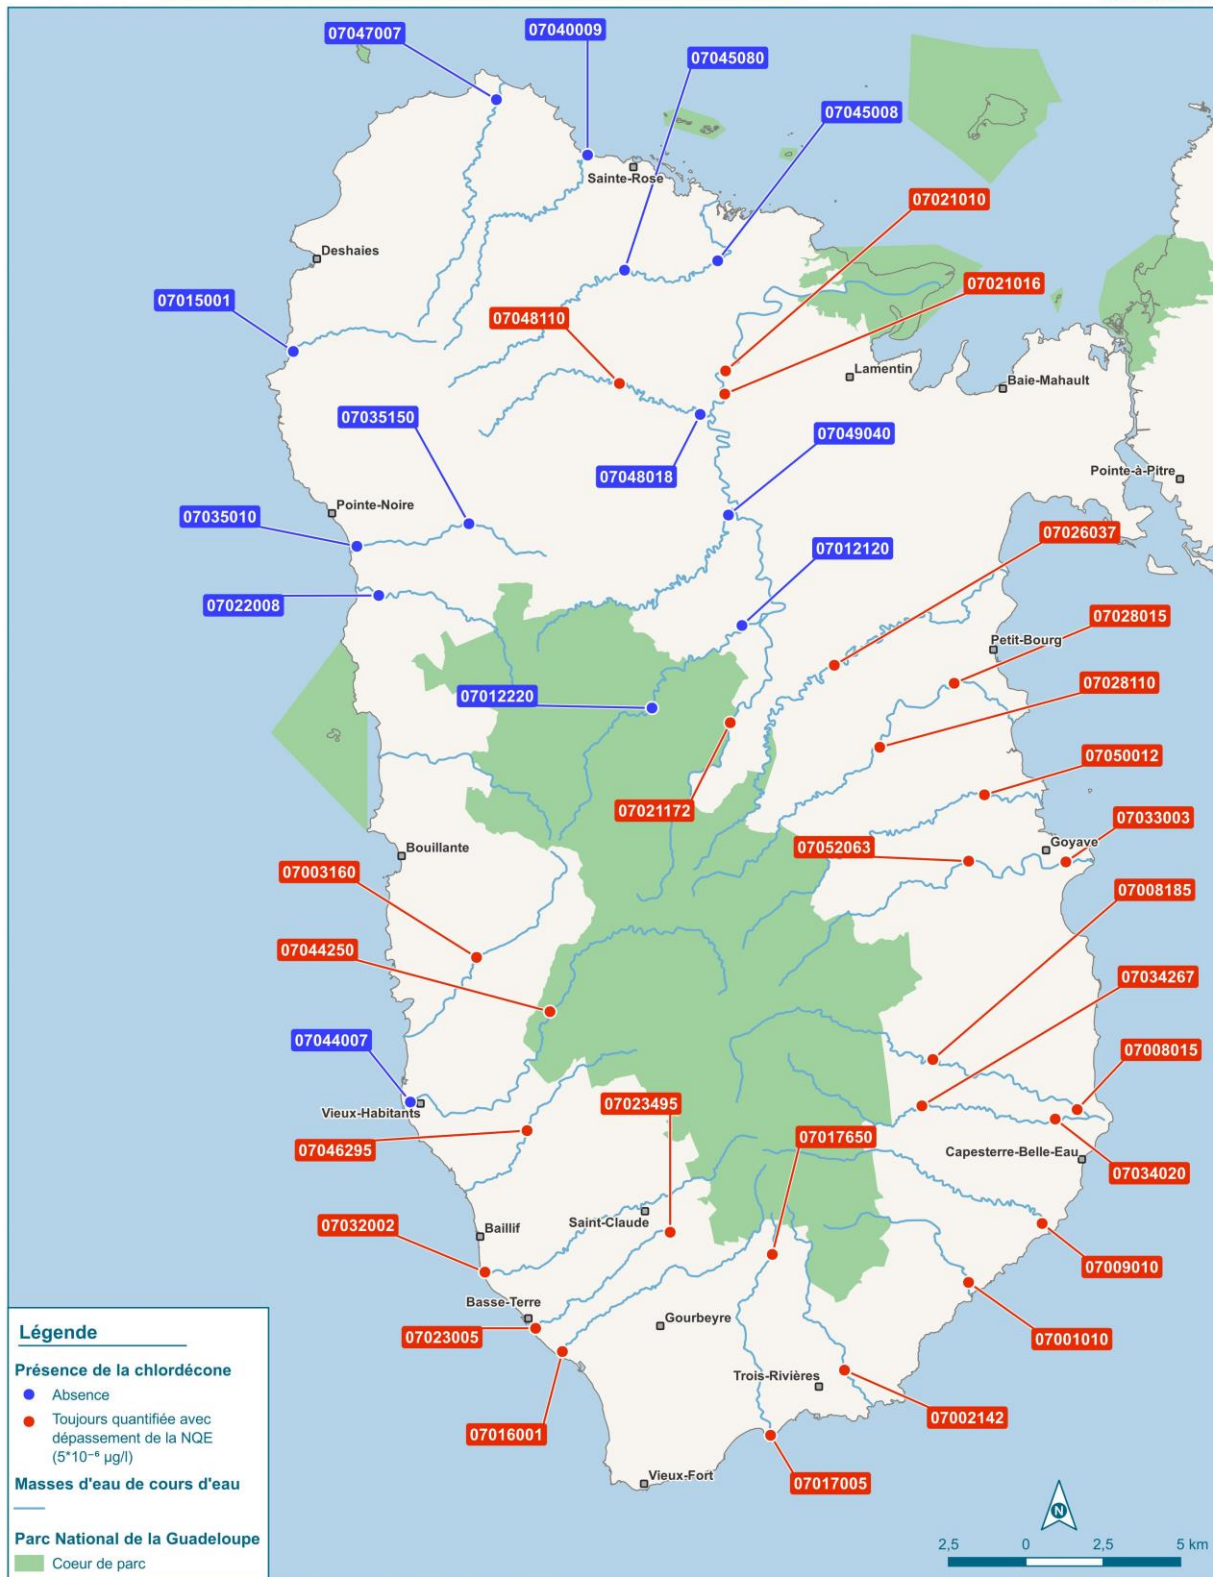 07047007
07040009
07045080
07045008
Sainte-Rose
07021010
Deshaies
07021016
07015001
07048110
Lamentin
Baie-Mahault
07035150
07049040
07048018
Pointe-à-Pitre
Pointe-Noire
07035010
07026037
07012120
07022008
07028015
Petit-Bourg
07028110
07012220
07050012
07021172
07033003
07052063
Goyave
Bouillante
07003160
07008185
07044250
07034267
07044007
07008015
07023495
Vieux-Habitants
07017650
07046295
Capesterre-Belle-Eau
07034020
Saint-Claude
07032002
Baillif
07009010
Basse-Terre
Gourbeyre
07023005
07001010
Trois-Rivières
07016001
07002142
Vieux-Fort
07017005
Légende
Présence de la chlordécone
Absence
Toujours quantifiée avec
dépassement de la NQE
(5*10⁻⁶ µg/l)
Masses d'eau de cours d'eau
Parc National de la Guadeloupe
Coeur de parc
N
2,5 0 2,5 5 km